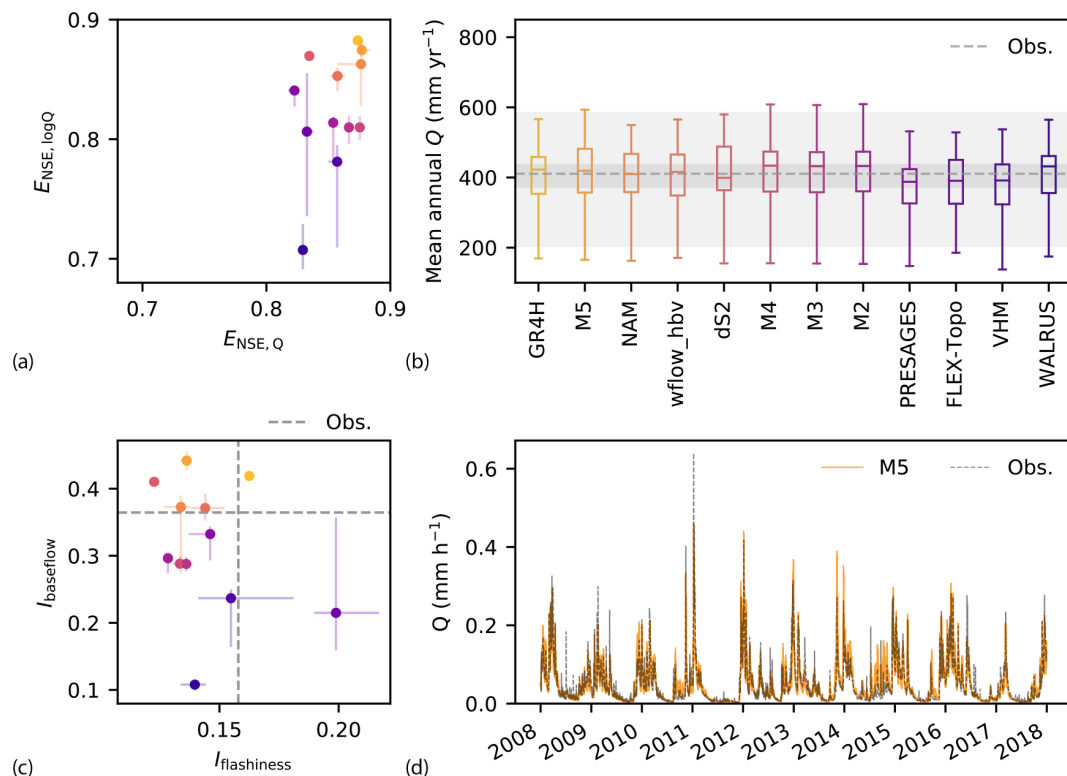 0.9
0.8
0.7
E_NSE, logQ
0.7
0.8
0.9
E_NSE, Q
(a)
800
600
400
200
Mean annual Q (mm yr⁻¹)
Obs.
GR4H
M5
NAM
wflow_hbv
dS2
M4
M3
M2
PRESAGES
FLEX-Topo
VHM
WALRUS
(b)
Obs.
0.4
0.3
0.2
0.1
I_baseflow
0.15
0.20
I_flashiness
(c)
M5
Obs.
0.6
0.4
0.2
0.0
Q (mm h⁻¹)
2008
2009
2010
2011
2012
2013
2014
2015
2016
2017
2018
(d)